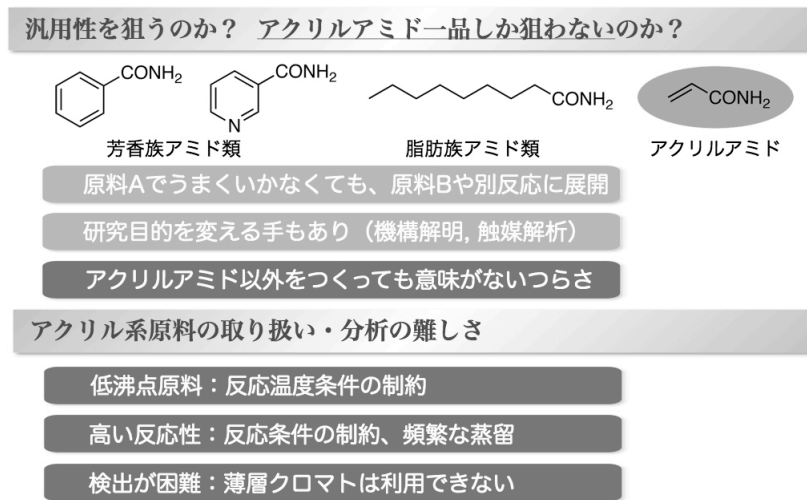 汎用性を狙うのか？ アクリルアミド一品しか狙わないのか？
CONH2 CONH2 CONH2 CONH2
N
芳香族アミド類 脂肪族アミド類 アクリルアミド
原料Aでうまくいかなくても、原料Bや別反応に展開
研究目的を変える手もあり（機構解明, 触媒解析）
アクリルアミド以外をつくっても意味がないつらさ
アクリル系原料の取り扱い・分析の難しさ
低沸点原料：反応温度条件の制約
高い反応性：反応条件の制約、頻繁な蒸留
検出が困難：薄層クロマトは利用できない